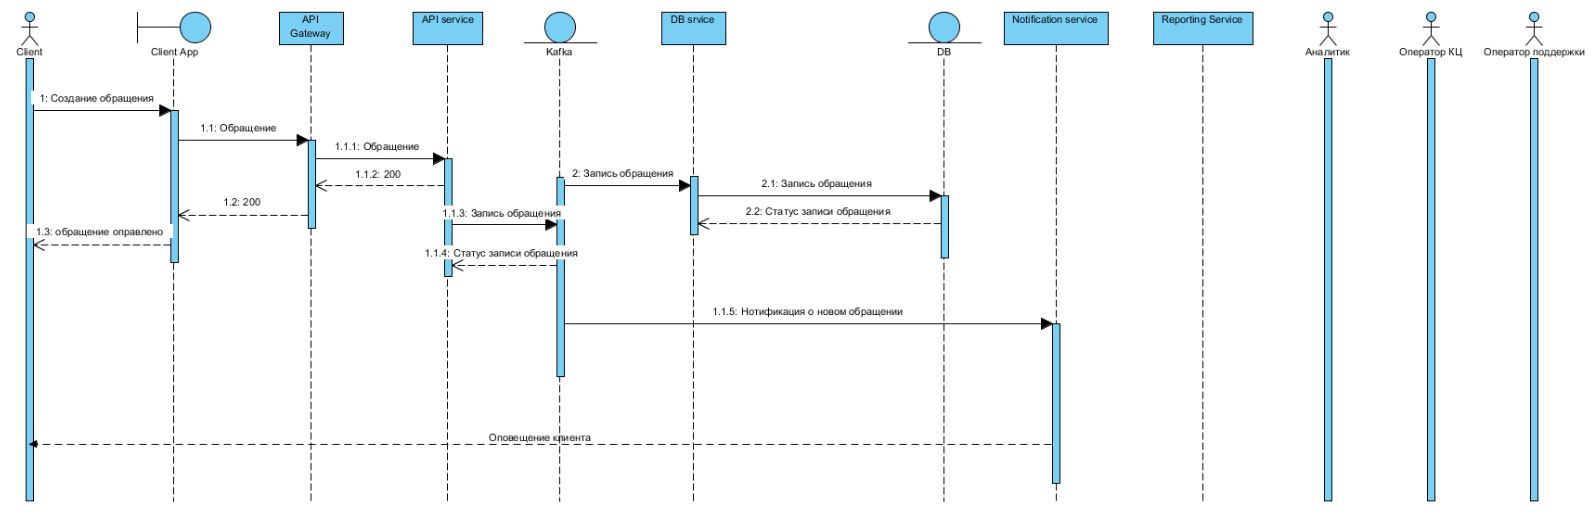 API
Gateway
API service
DB srvice
Notification service
Reporting Service
Client
Client App
Kafka
DB
Аналитик
Оператор КЦ
Оператор поддержки
1: Создание обращения
1.1: Обращение
1.1.1: Обращение
1.1.2: 200
2: Запись обращения
2.1: Запись обращения
1.2: 200
1.1.3: Запись обращения
2.2: Статус записи обращения
1.3: обращение оправлено
1.1.4: Статус записи обращения
1.1.5: Нотификация о новом обращении
Оповещение клиента